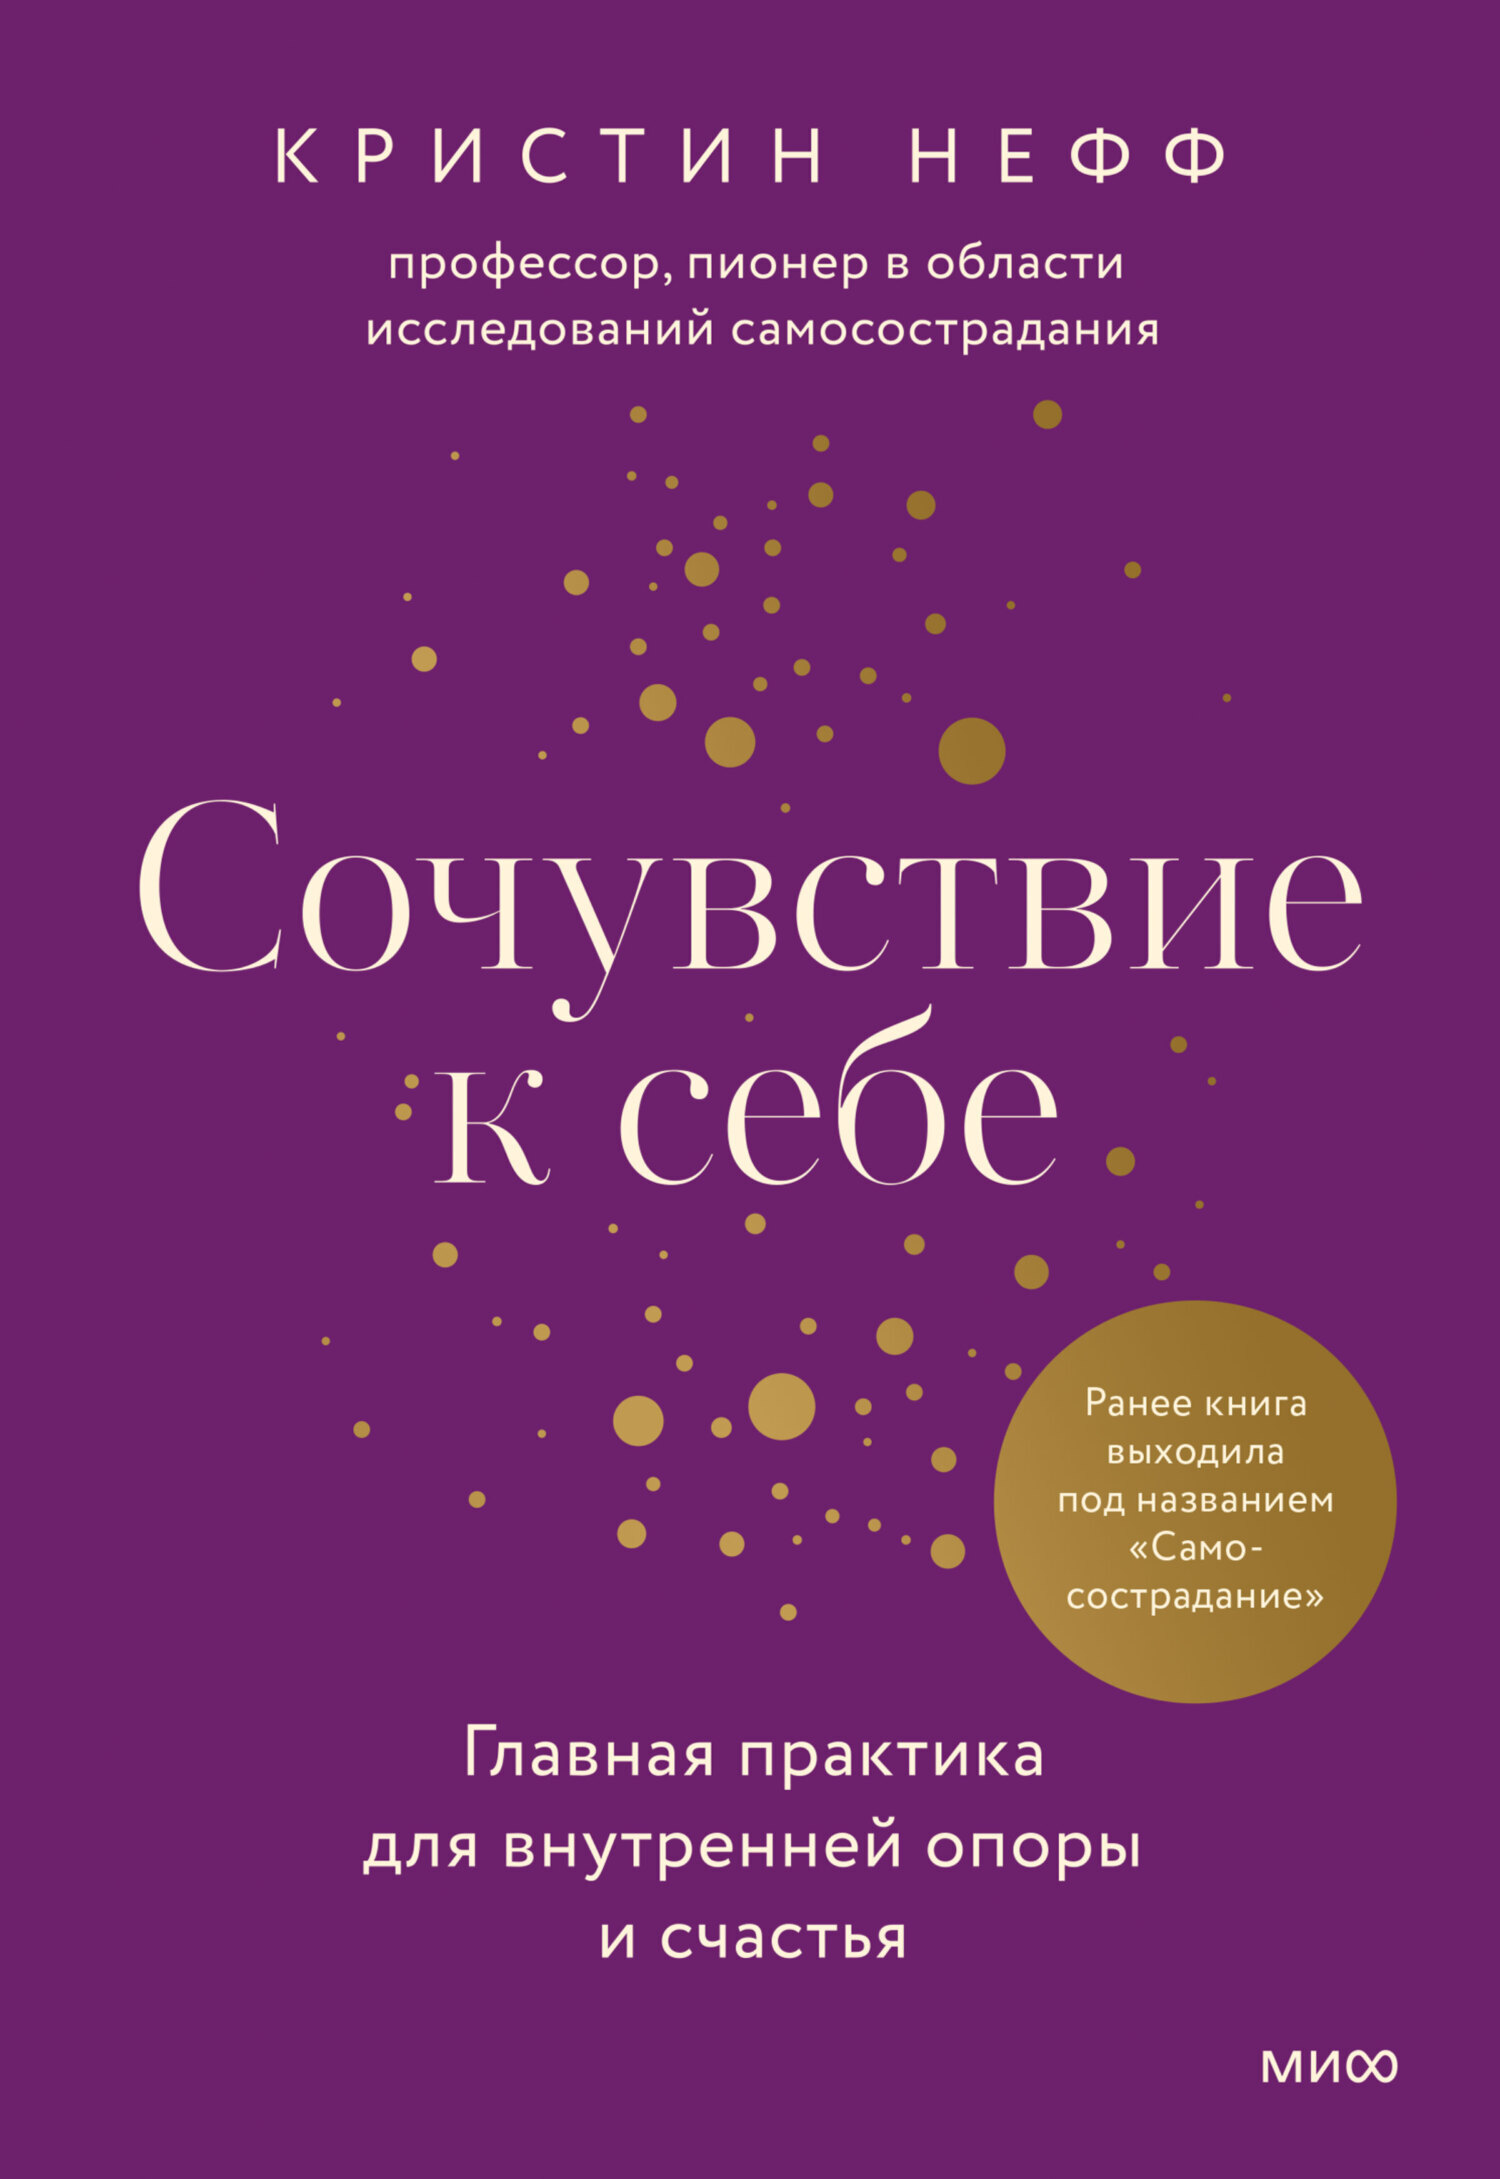 КРИСТИН НЕФФ
профессор, пионер в области
исследований самосострадания
Сочувствие
к себе
Ранее книга
выходила
под названием
«Само-
сострадание»
Главная практика
для внутренней опоры
и счастья
миф